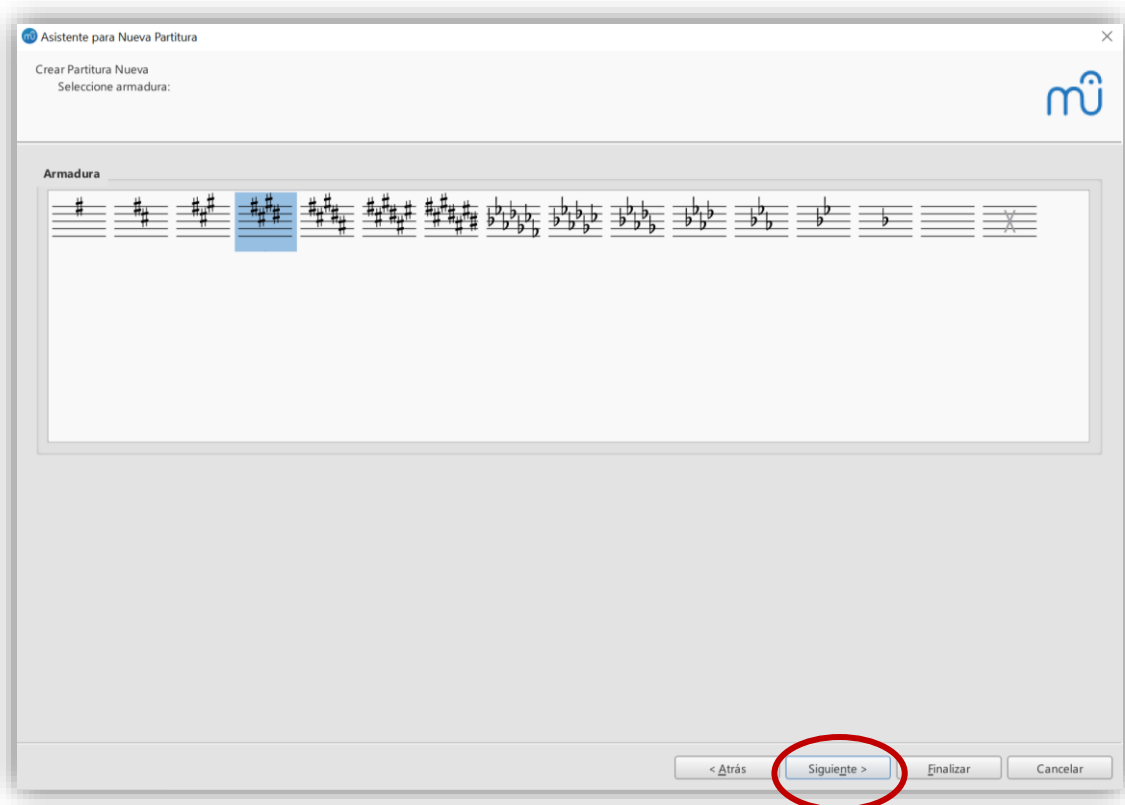 Asistente para Nueva Partitura
Crear Partitura Nueva
Seleccione armadura:
Armadura
< Atrás
Siguiente >
Finalizar
Cancelar